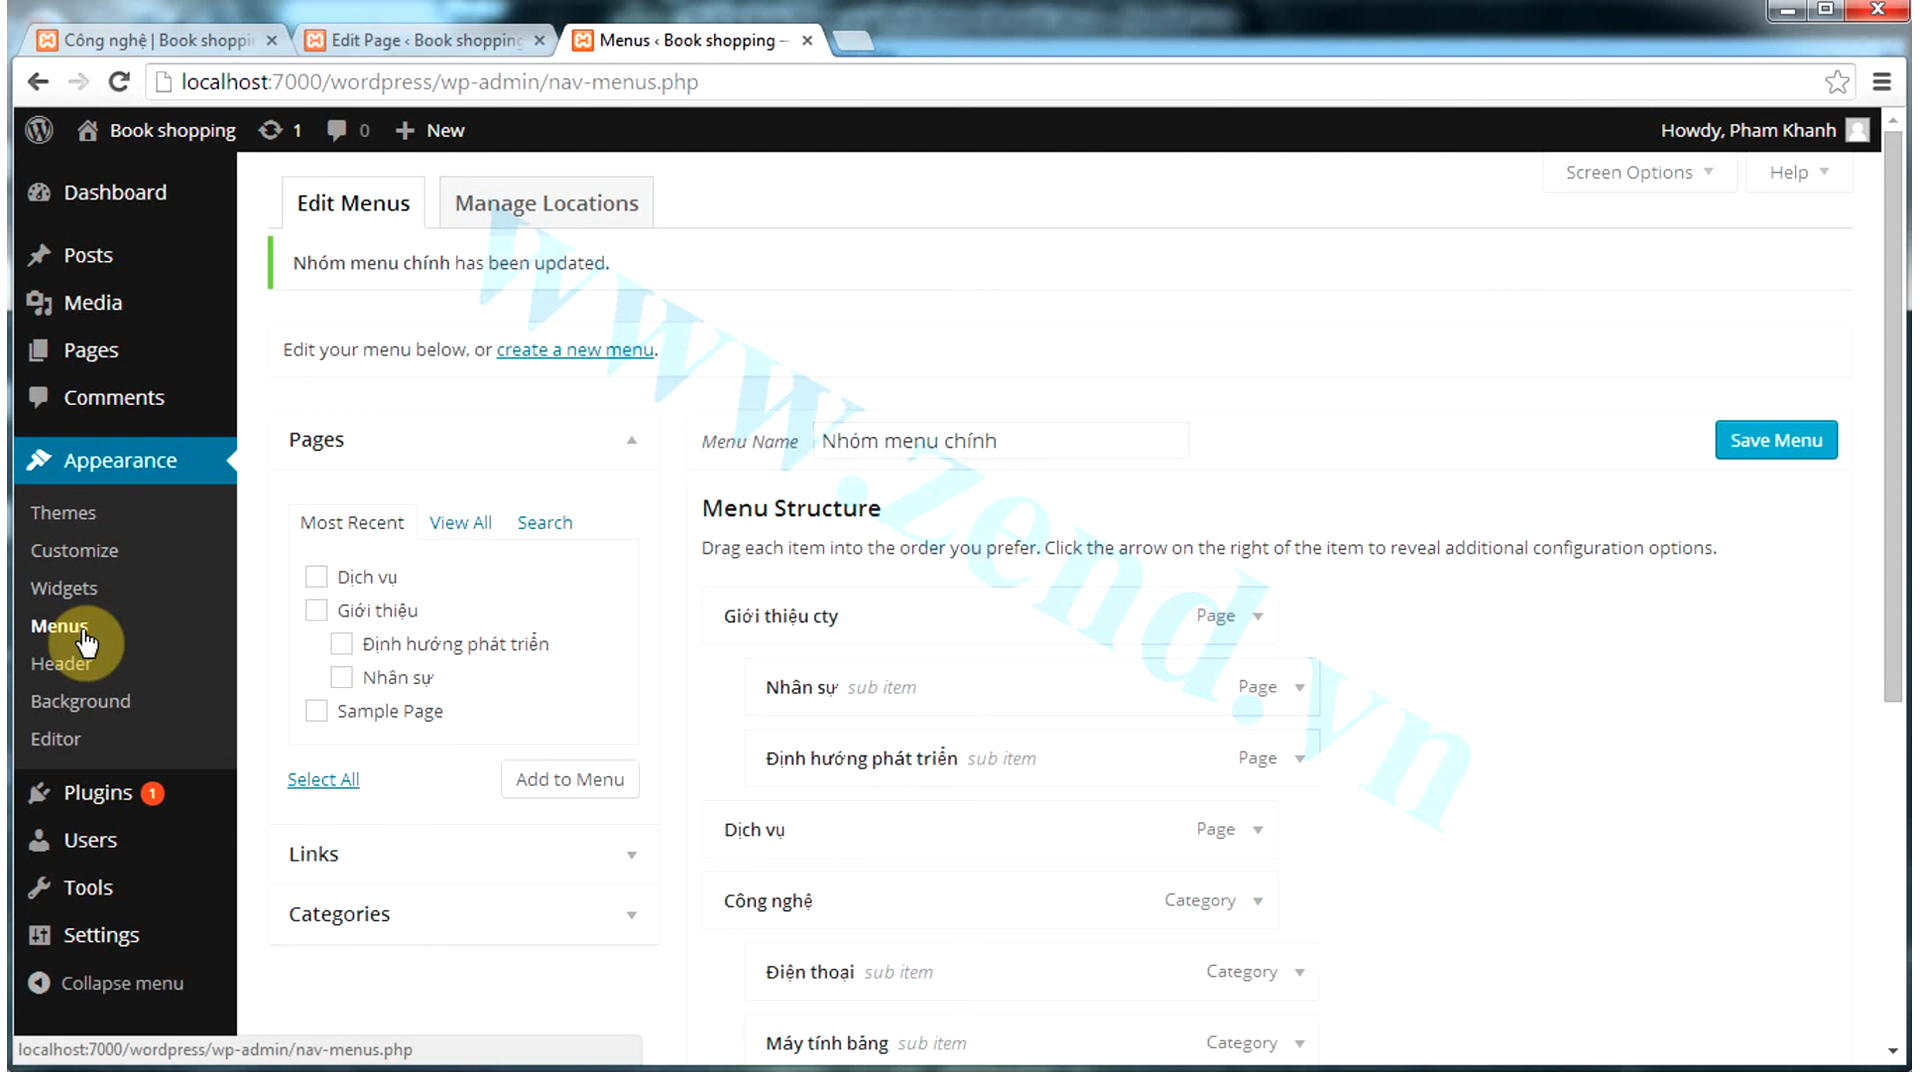 Công nghệ | Book shoppi
Edit Page ‹ Book shopping
Menus ‹ Book shopping —
localhost:7000/wordpress/wp-admin/nav-menus.php
Book shopping
1
0
New
Howdy, Pham Khanh
Dashboard
Posts
Media
Pages
Comments
Appearance
Themes
Customize
Widgets
Menus
Header
Background
Editor
Plugins 1
Users
Tools
Settings
Collapse menu
Screen Options
Help
Edit Menus
Manage Locations
Nhóm menu chính has been updated.
Edit your menu below, or create a new menu.
Pages
Most Recent
View All
Search
Dịch vụ
Giới thiệu
Định hướng phát triển
Nhân sự
Sample Page
Select All
Add to Menu
Links
Categories
Menu Name
Nhóm menu chính
Save Menu
Menu Structure
Drag each item into the order you prefer. Click the arrow on the right of the item to reveal additional configuration options.
Giới thiệu cty
Page
Nhân sự sub item
Page
Định hướng phát triển sub item
Page
Dịch vụ
Page
Công nghệ
Category
Điện thoại sub item
Category
Máy tính bảng sub item
Category
www.zend.vn
localhost:7000/wordpress/wp-admin/nav-menus.php